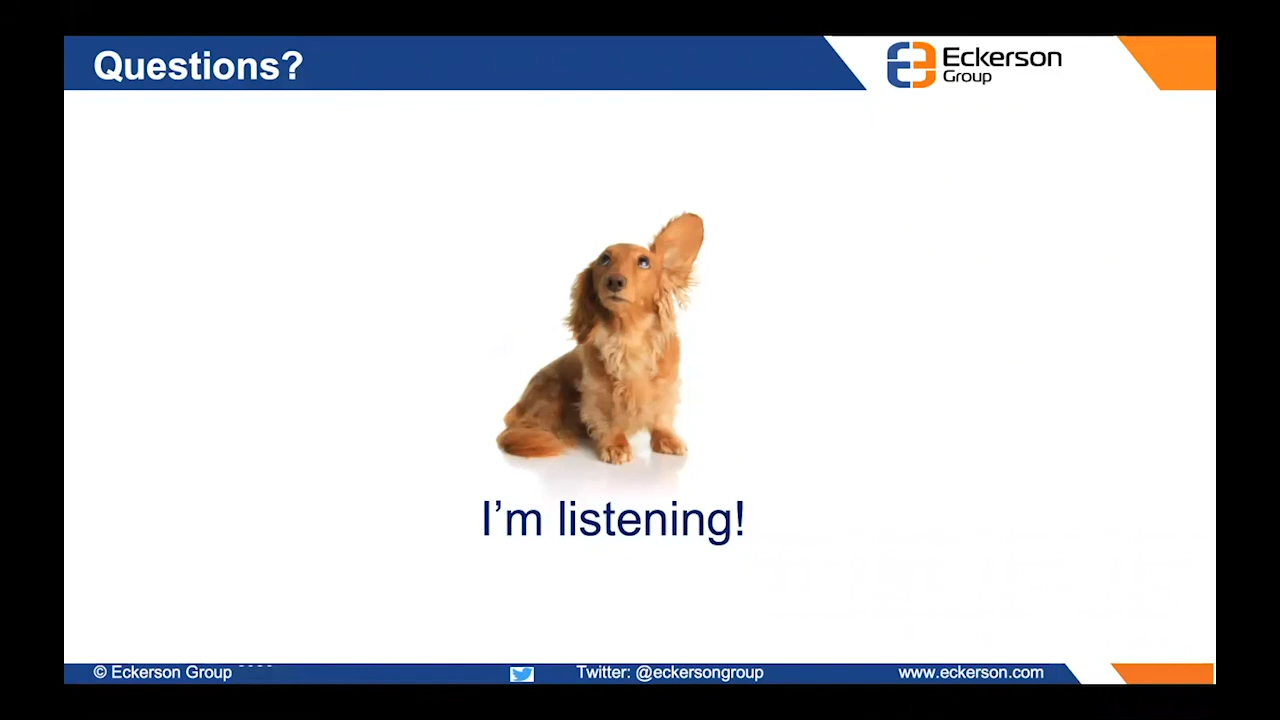 Questions?
Eckerson
Group
I'm listening!
© Eckerson Group
Twitter: @eckersongroup
www.eckerson.com